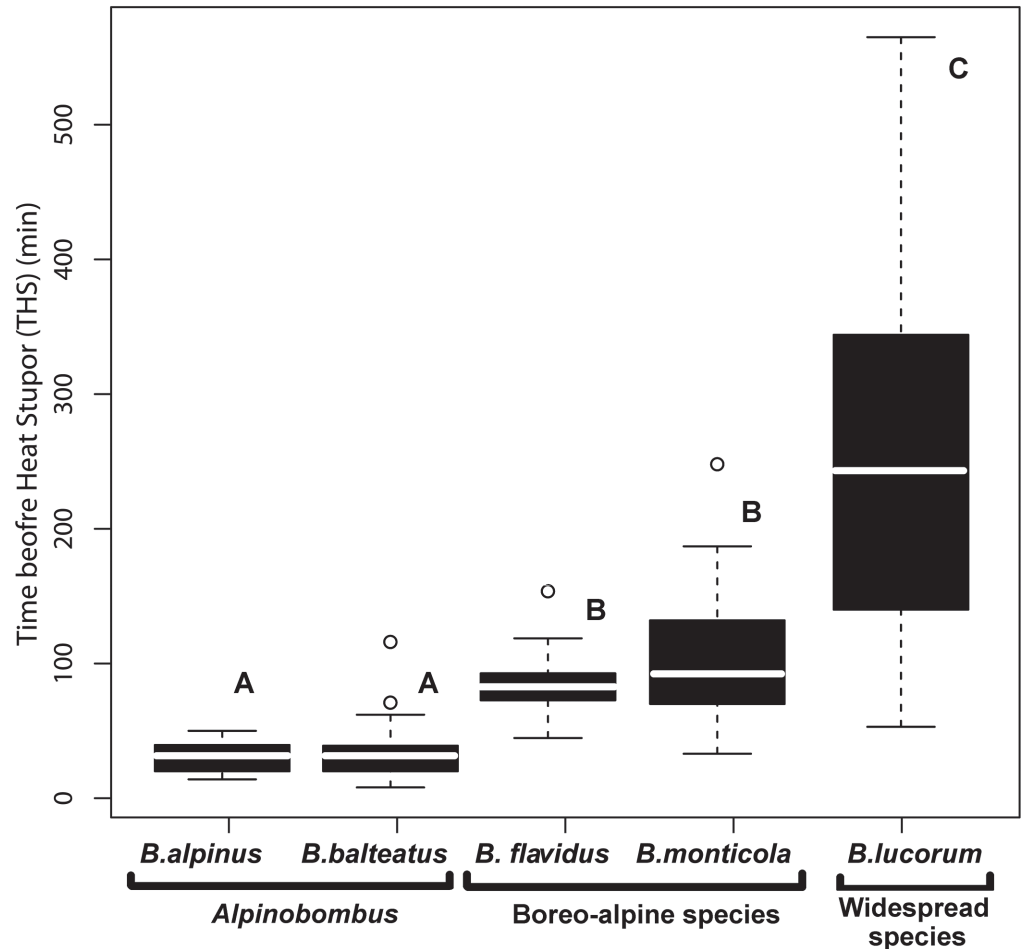 Time beofre Heat Stupor (THS) (min)
500
400
300
200
100
0
A
A
B
B
C
B.alpinus
B.balteatus
B. flavidus
B.monticola
B.lucorum
Alpinobombus
Boreo-alpine species
Widespread
species